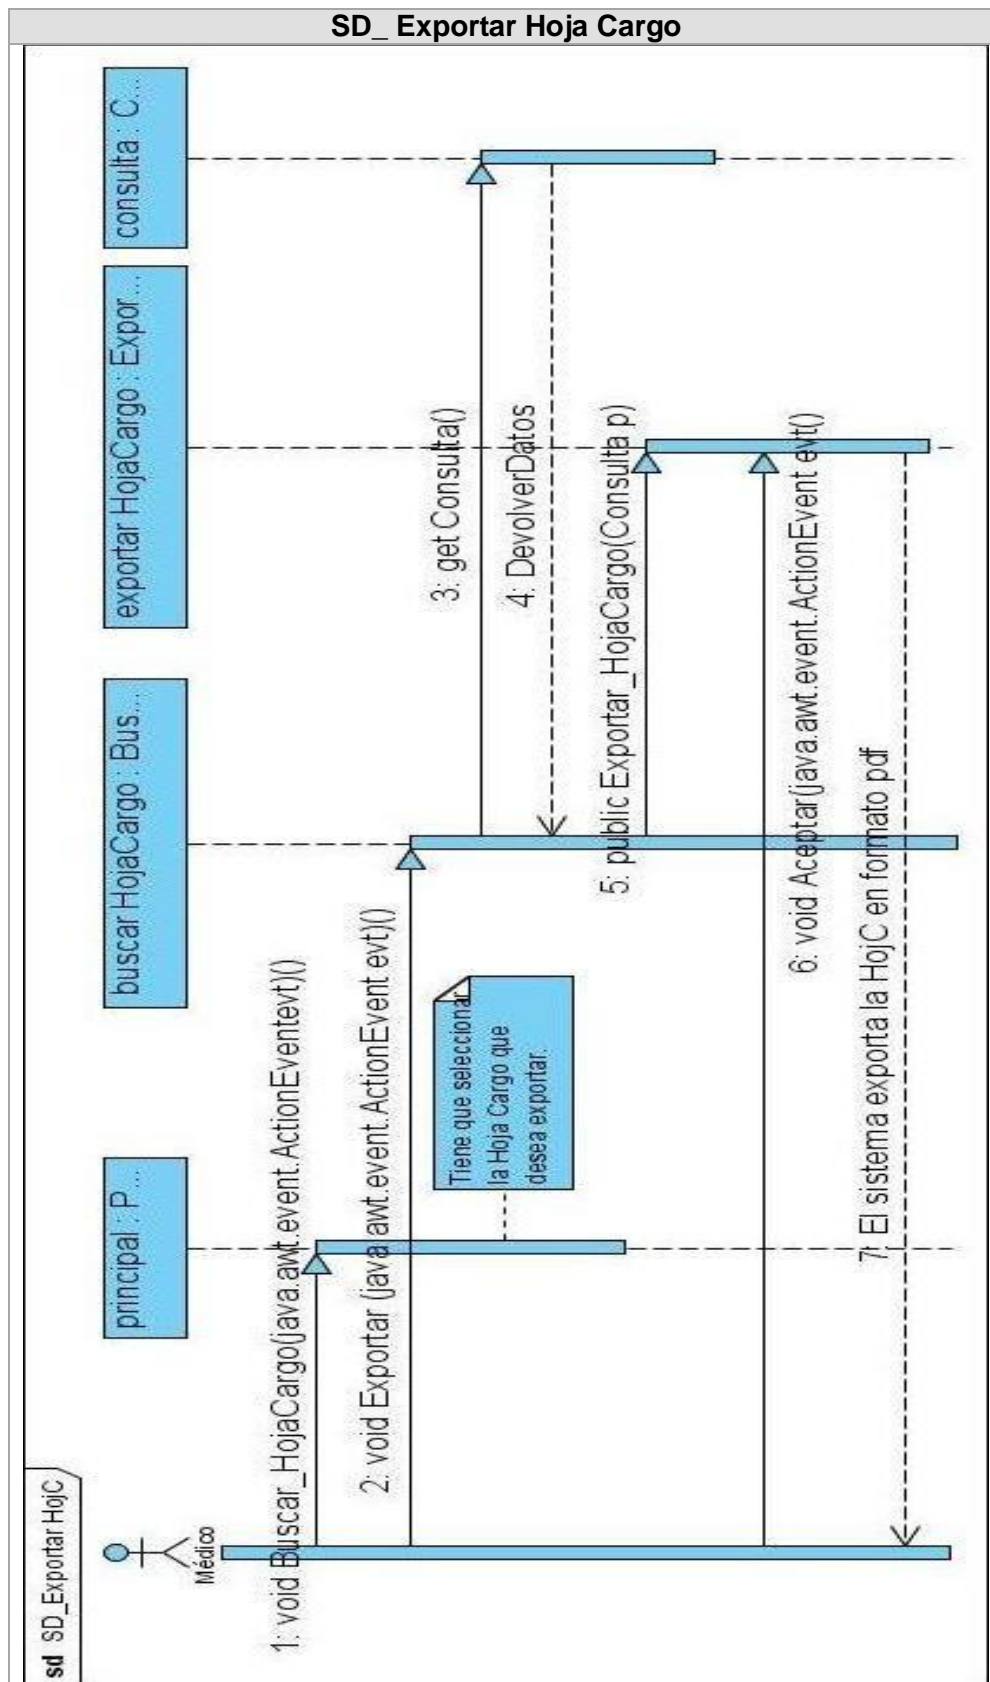 SD_ Exportar Hoja Cargo
sd SD_Exportar HojC
Médico
principal : P...
buscar HojaCargo : Bus...
exportar HojaCargo : Expor...
consulta : C...
1: void Buscar_HojaCargo(java.awt.event.ActionEventevt)()
2: void Exportar (java.awt.event.ActionEvent evt)()
Tiene que seleccionar
la Hoja Cargo que
desea exportar.
3: get Consulta()
4: DevolverDatos
5: public Exportar_HojaCargo(Consulta p)
6: void Aceptar(java.awt.event.ActionEvent evt()
7: El sistema exporta la HojC en formato pdf